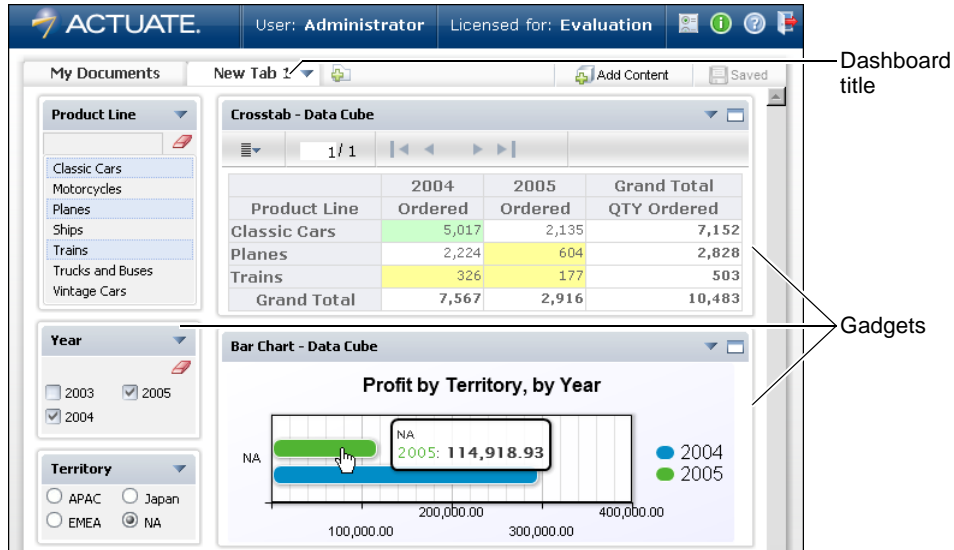 ACTUATE.
User: Administrator
Licensed for: Evaluation
My Documents
New Tab 1
Add Content
Saved
Dashboard title
Product Line
Classic Cars
Motorcycles
Planes
Ships
Trains
Trucks and Buses
Vintage Cars
Crosstab - Data Cube
1/ 1
2004 2005 Grand Total
Product Line Ordered Ordered QTY Ordered
Classic Cars 5,017 2,135 7,152
Planes 2,224 604 2,828
Trains 326 177 503
Grand Total 7,567 2,916 10,483
Gadgets
Year
2003 2005
2004
Territory
APAC Japan
EMEA NA
Bar Chart - Data Cube
Profit by Territory, by Year
NA
NA
2005: 114,918.93
2004
2005
200,000.00 400,000.00
100,000.00 300,000.00